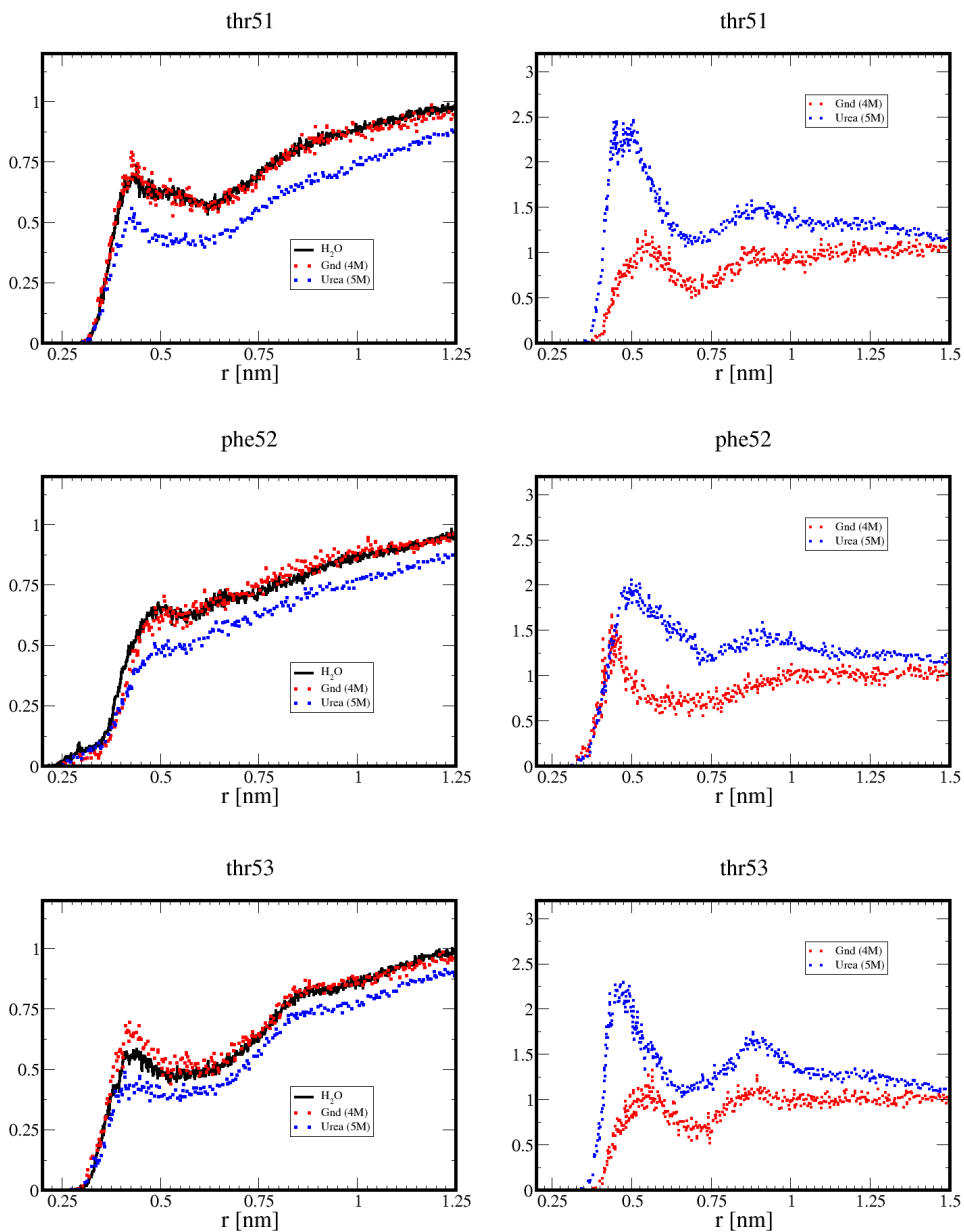 thr51
1
0.75
0.5
0.25
0
H₂O
Gnd (4M)
Urea (5M)
0.25 0.5 0.75 1 1.25
r [nm]
thr51
3
2.5
2
1.5
1
0.5
0
Gnd (4M)
Urea (5M)
0.25 0.5 0.75 1 1.25 1.5
r [nm]
phe52
1
0.75
0.5
0.25
0
H₂O
Gnd (4M)
Urea (5M)
0.25 0.5 0.75 1 1.25
r [nm]
phe52
3
2.5
2
1.5
1
0.5
0
Gnd (4M)
Urea (5M)
0.25 0.5 0.75 1 1.25 1.5
r [nm]
thr53
1
0.75
0.5
0.25
0
H₂O
Gnd (4M)
Urea (5M)
0.25 0.5 0.75 1 1.25
r [nm]
thr53
3
2.5
2
1.5
1
0.5
0
Gnd (4M)
Urea (5M)
0.25 0.5 0.75 1 1.25 1.5
r [nm]